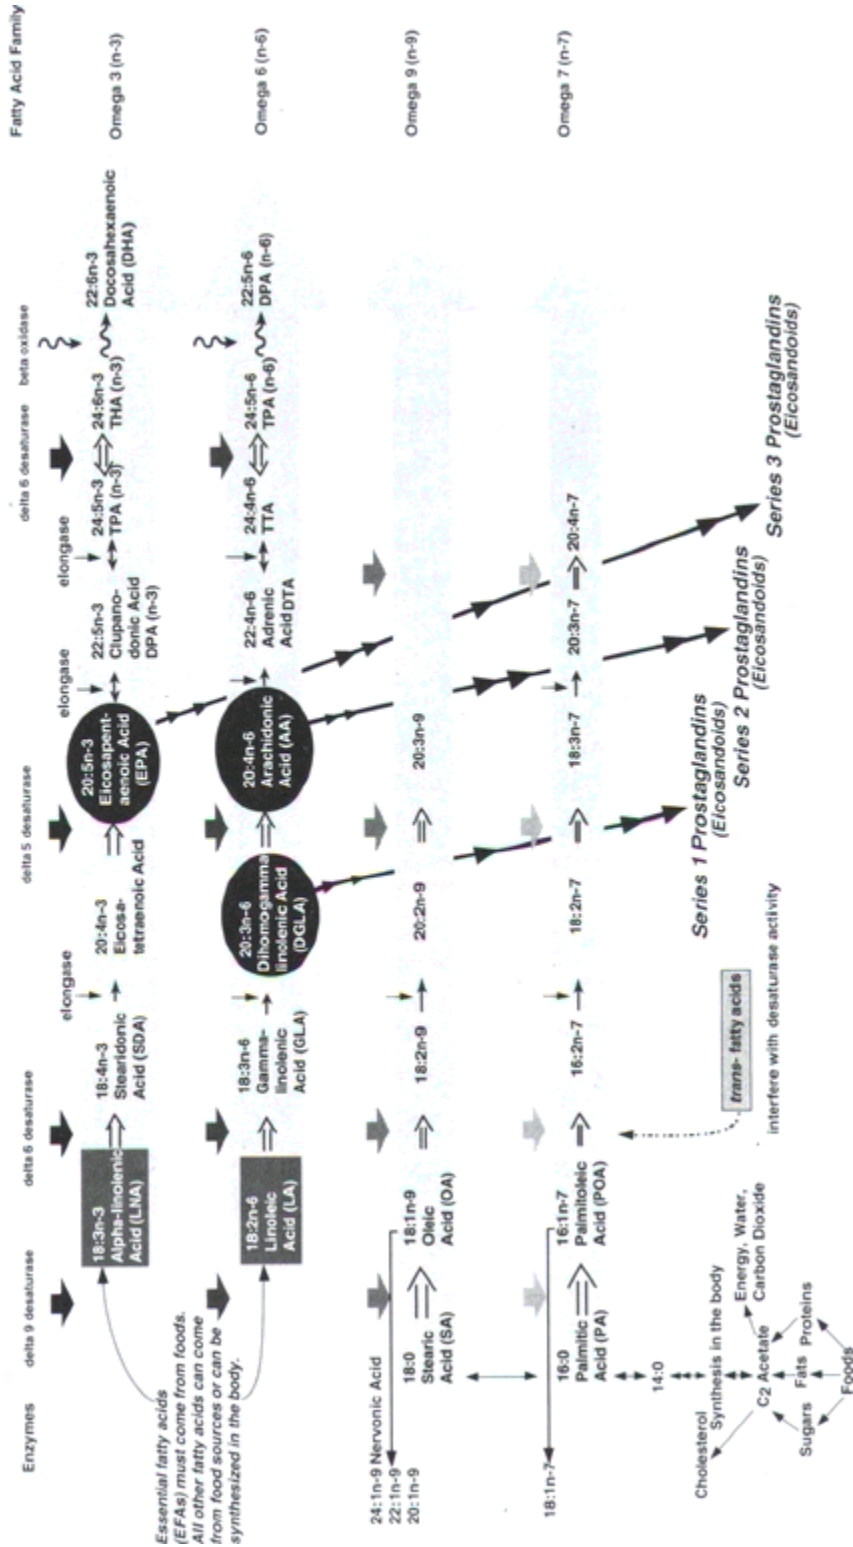 Enzymes
delta 9 desaturase
delta 6 desaturase
elongase
delta 5 desaturase
elongase
elongase
delta 6 desaturase
beta oxidase
Fatty Acid Family
18:3n-3
Alpha-linolenic
Acid (LNA)
18:4n-3
Stearidonic
Acid (SDA)
20:4n-3
Eicosa-
tetraenoic Acid
20:5n-3
Eicosapent-
aenoic Acid
(EPA)
22:5n-3
Clupano-
donic Acid
DPA (n-3)
24:5n-3
TPA (n-3)
24:6n-3
THA (n-3)
22:6n-3
Docosahexaenoic
Acid (DHA)
Omega 3 (n-3)
Essential fatty acids
(EFAs) must come from foods.
All other fatty acids can come
from food sources or can be
synthesized in the body.
18:2n-6
Linoleic
Acid (LA)
18:3n-6
Gamma-
linolenic
Acid (GLA)
20:3n-6
Dihomogamma
linolenic Acid
(DGLA)
20:4n-6
Arachidonic
Acid (AA)
22:4n-6
Adrenic
Acid DTA
24:4n-6
TTA
24:5n-6
TPA (n-6)
22:5n-6
DPA (n-6)
Omega 6 (n-6)
24:1n-9 Nervonic Acid
22:1n-9
20:1n-9
18:0
Stearic
Acid (SA)
18:1n-9
Oleic
Acid (OA)
18:2n-9
20:2n-9
20:3n-9
Omega 9 (n-9)
18:1n-7
16:0
Palmitic
Acid (PA)
16:1n-7
Palmitoleic
Acid (POA)
16:2n-7
18:2n-7
18:3n-7
20:3n-7
20:4n-7
Omega 7 (n-7)
14:0
Cholesterol
Synthesis in the body
Energy, Water,
Carbon Dioxide
C2 Acetate
Sugars
Fats
Proteins
Foods
trans- fatty acids
interfere with desaturase activity
Series 1 Prostaglandins
(Eicosandoids)
Series 2 Prostaglandins
(Eicosandoids)
Series 3 Prostaglandins
(Eicosandoids)